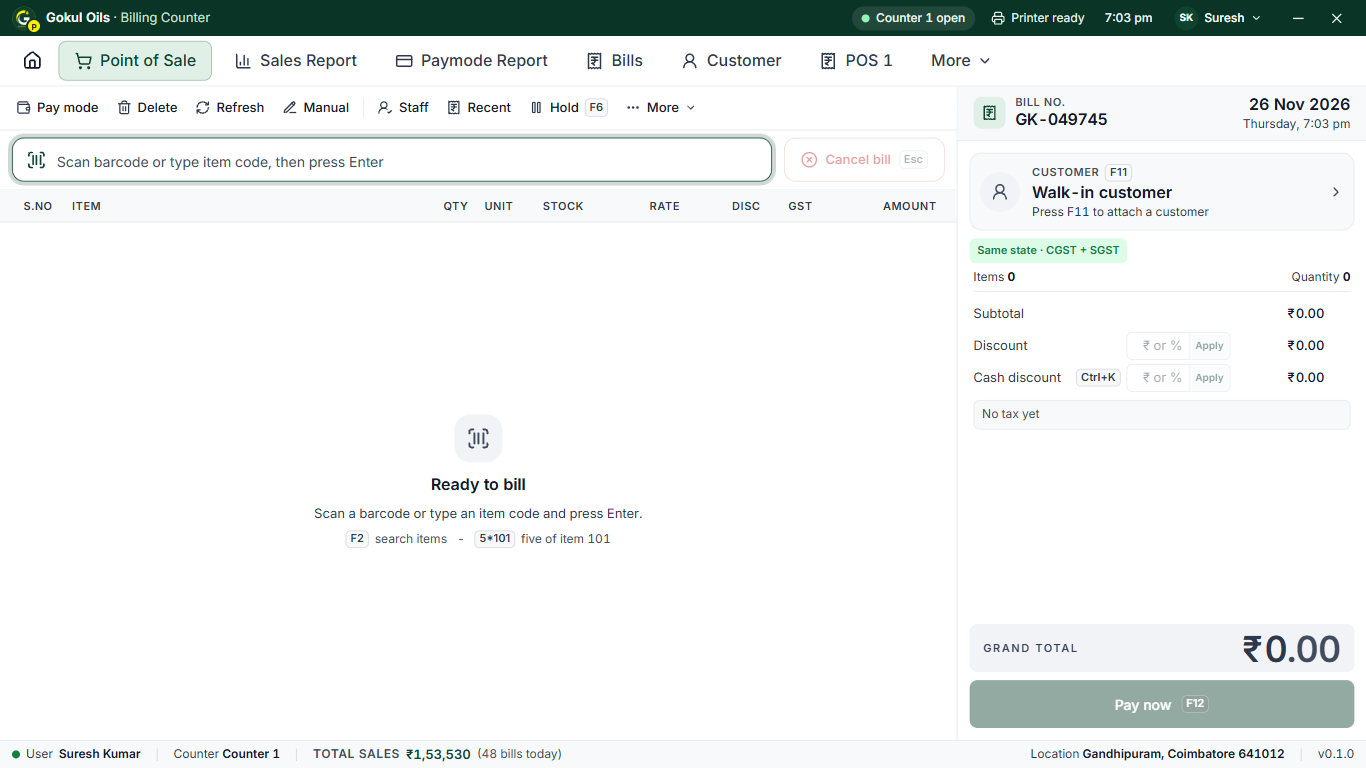 Gokul Oils · Billing Counter
Counter 1 open
Printer ready
7:03 pm
SK Suresh
Point of Sale
Sales Report
Paymode Report
Bills
Customer
POS 1
More
Pay mode
Delete
Refresh
Manual
Staff
Recent
Hold F6
More
BILL NO.
GK-049745
26 Nov 2026
Thursday, 7:03 pm
Scan barcode or type item code, then press Enter
Cancel bill Esc
S.NO ITEM QTY UNIT STOCK RATE DISC GST AMOUNT
CUSTOMER F11
Walk-in customer
Press F11 to attach a customer
Same state · CGST + SGST
Items 0 Quantity 0
Subtotal ₹0.00
Discount ₹ or % Apply ₹0.00
Cash discount Ctrl+K ₹ or % Apply ₹0.00
No tax yet
Ready to bill
Scan a barcode or type an item code and press Enter.
F2 search items - 5*101 five of item 101
GRAND TOTAL ₹0.00
Pay now F12
User Suresh Kumar
Counter Counter 1
TOTAL SALES ₹1,53,530 (48 bills today)
Location Gandhipuram, Coimbatore 641012
v0.1.0